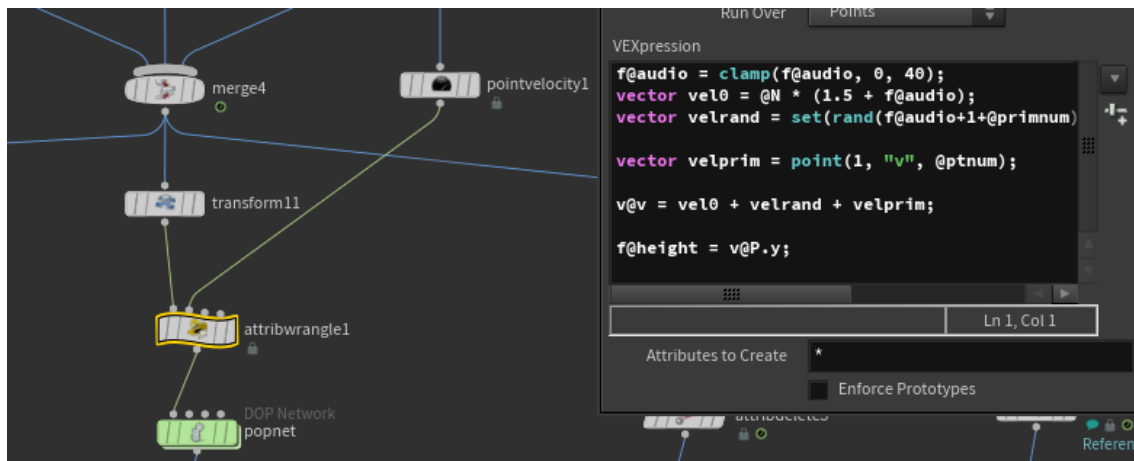 merge4
pointvelocity1
transform11
attribwrangle1
DOP Network
popnet
Run Over Points
VEXpression
f@audio = clamp(f@audio, 0, 40);
vector vel0 = @N * (1.5 + f@audio);
vector velrand = set(rand(f@audio+1+@primnum)
vector velprim = point(1, "v", @ptnum);
v@v = vel0 + velrand + velprim;
f@height = v@P.y;
Ln 1, Col 1
Attributes to Create *
Enforce Prototypes
Referen